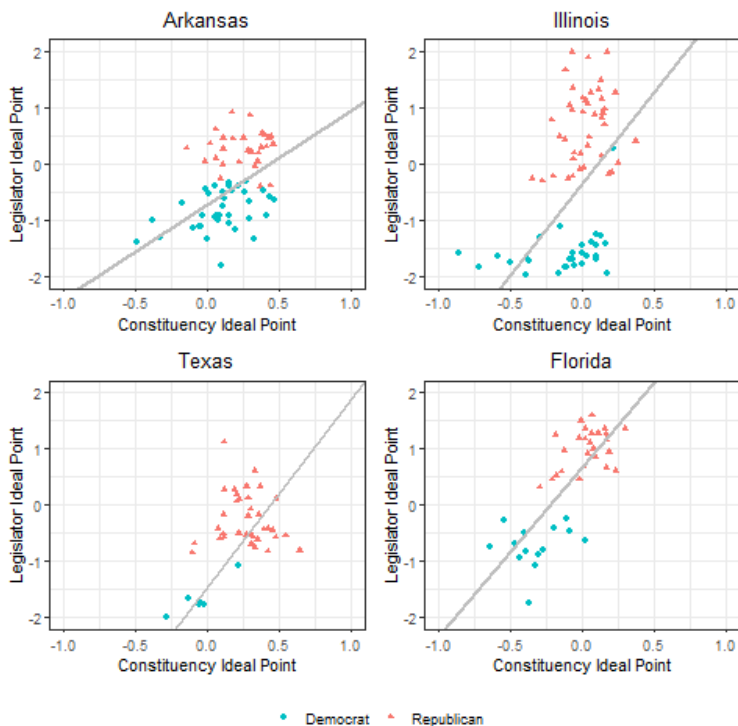 Arkansas
Illinois
Legislator Ideal Point
2
1
0
-1
-2
-1.0 -0.5 0.0 0.5 1.0
Constituency Ideal Point
Legislator Ideal Point
2
1
0
-1
-2
-1.0 -0.5 0.0 0.5 1.0
Constituency Ideal Point
Texas
Florida
Legislator Ideal Point
2
1
0
-1
-2
-1.0 -0.5 0.0 0.5 1.0
Constituency Ideal Point
Legislator Ideal Point
2
1
0
-1
-2
-1.0 -0.5 0.0 0.5 1.0
Constituency Ideal Point
Democrat Republican